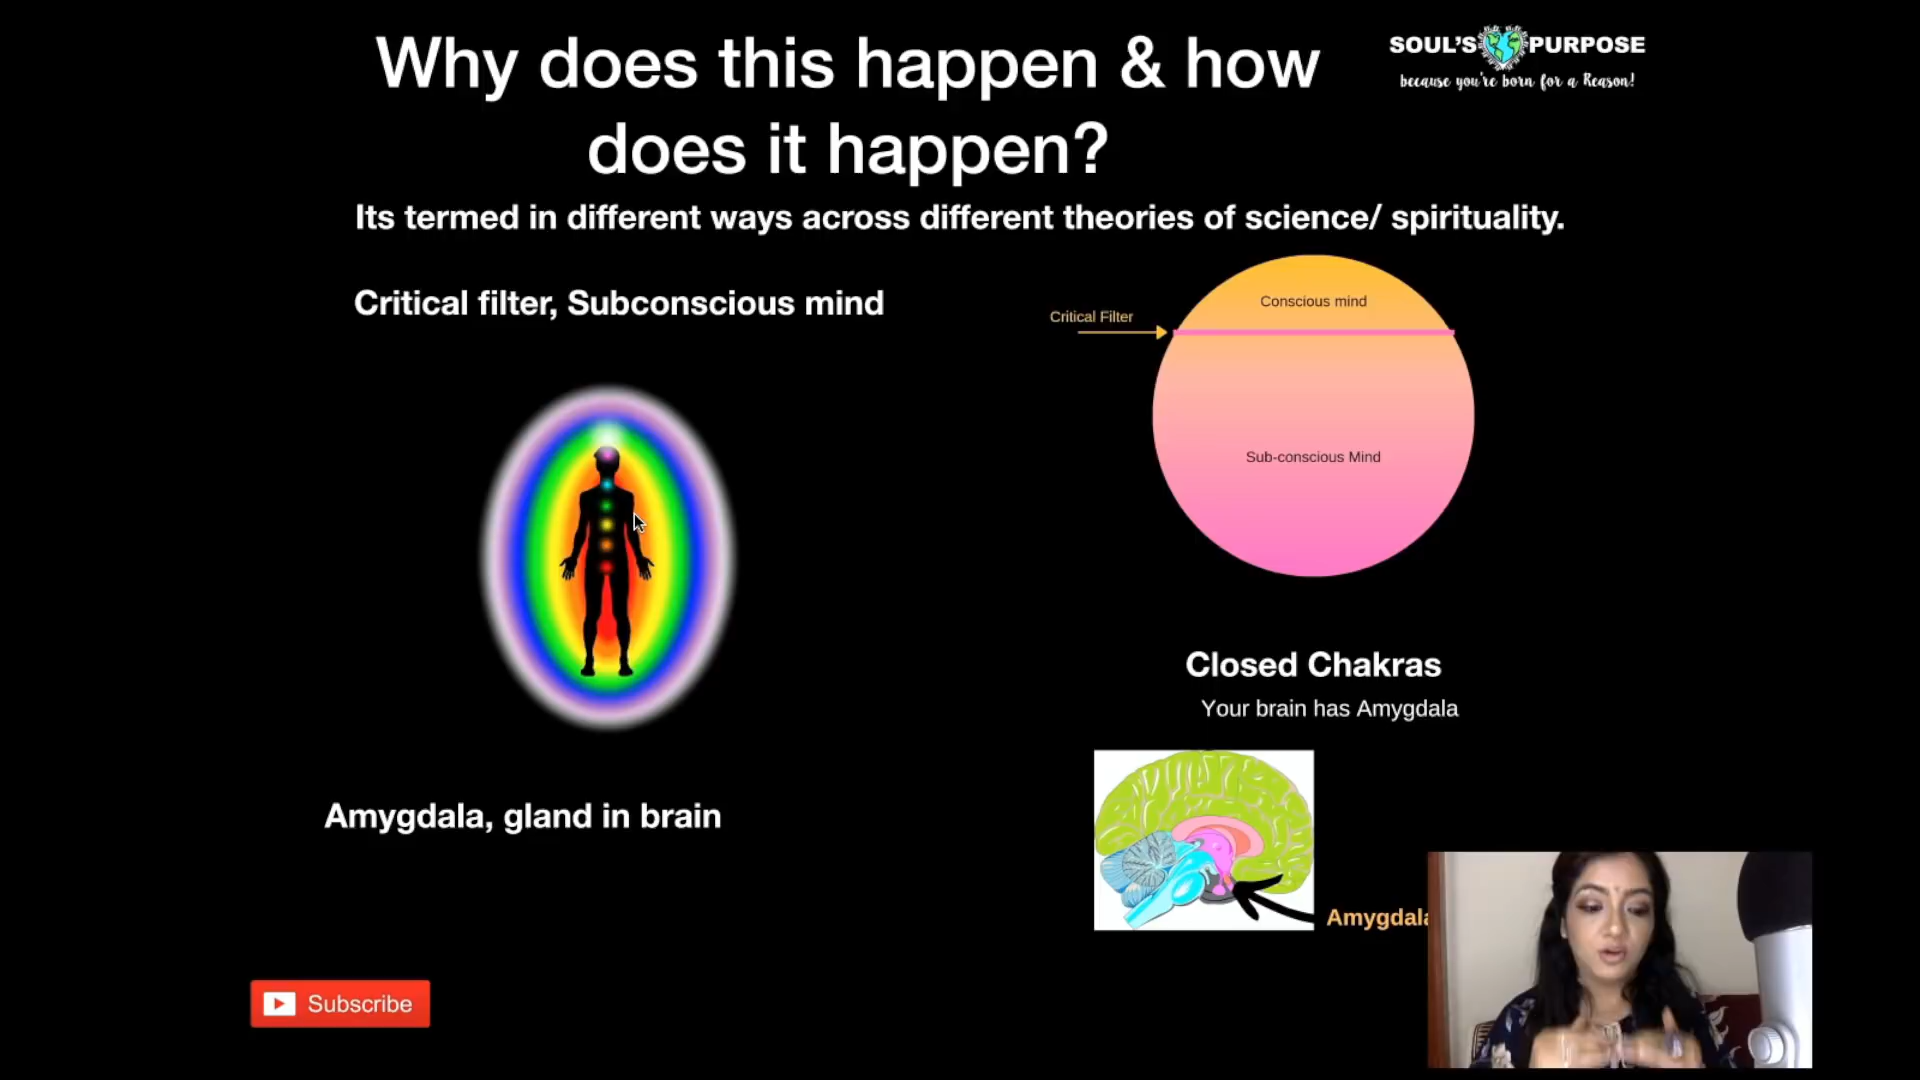 Why does this happen & how
does it happen?
SOUL'S PURPOSE
because you're born for a Reason!
Its termed in different ways across different theories of science/ spirituality.
Critical filter, Subconscious mind
Conscious mind
Critical Filter
Sub-conscious Mind
Closed Chakras
Your brain has Amygdala
Amygdala, gland in brain
Amygdala
Subscribe